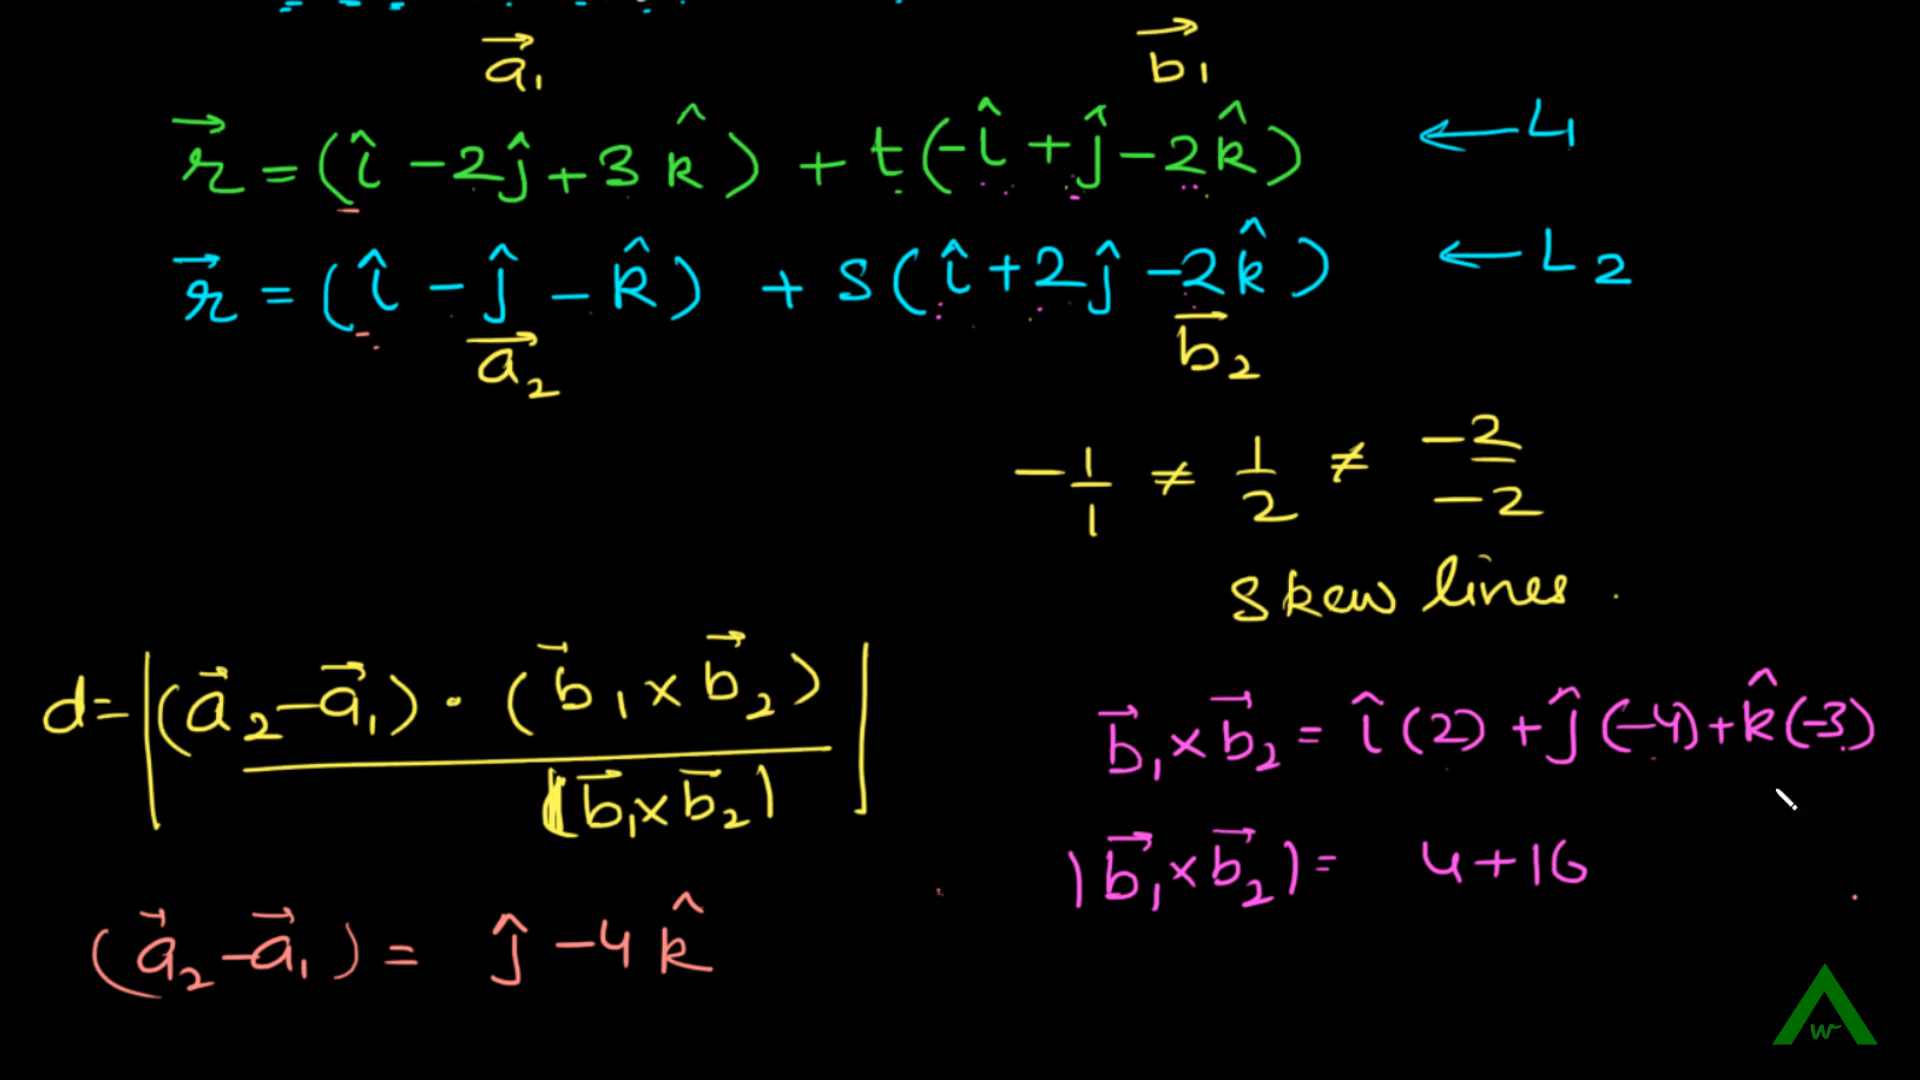 a⃗₁ b⃗₁
r⃗ = (î - 2ĵ + 3k̂) + t(-î + ĵ - 2k̂) ← L₁
r⃗ = (î - ĵ - k̂) + s(î + 2ĵ - 2k̂) ← L₂
a⃗₂ b⃗₂
-1/1 ≠ 1/2 ≠ -2/-2
skew lines.
d = |(a⃗₂ - a⃗₁) · (b⃗₁ × b⃗₂) / |b⃗₁ × b⃗₂||
b⃗₁ × b⃗₂ = î(2) + ĵ(-4) + k̂(-3)
|b⃗₁ × b⃗₂| = 4+16
(a⃗₂ - a⃗₁) = ĵ - 4k̂
w